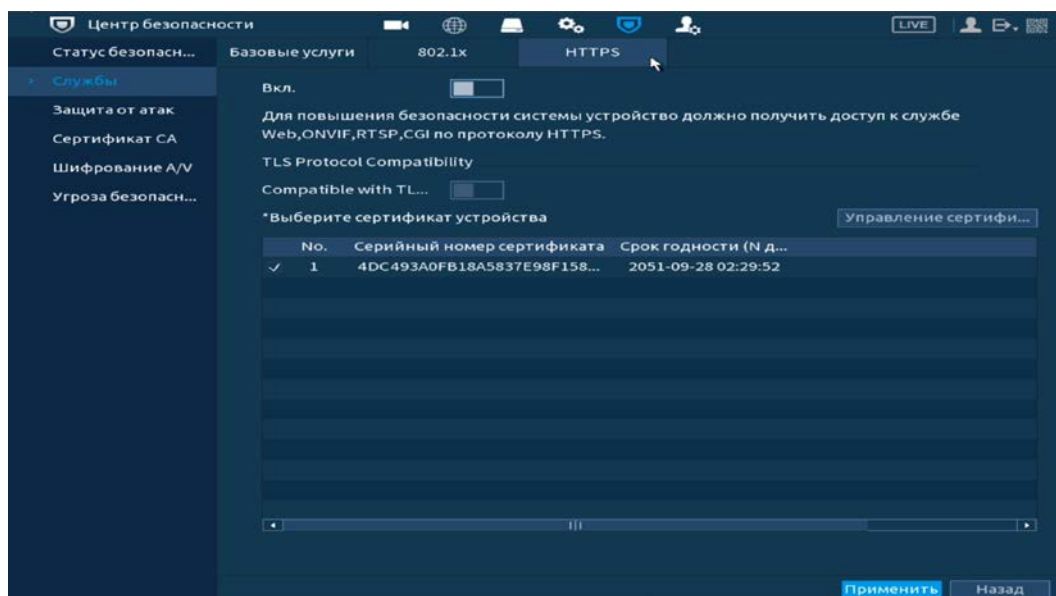 Центр безопасности
LIVE
Статус безопасн...
Базовые услуги
802.1x
HTTPS
Службы
Защита от атак
Сертификат CA
Шифрование A/V
Угроза безопасн...
Вкл.
Для повышения безопасности системы устройство должно получить доступ к службе
Web,ONVIF,RTSP,CGI по протоколу HTTPS.
TLS Protocol Compatibility
Compatible with TL...
*Выберите сертификат устройства
Управление сертифи...
No. Серийный номер сертификата Срок годности (N д...
1 4DC493A0FB18A5837E98F158... 2051-09-28 02:29:52
Применить
Назад